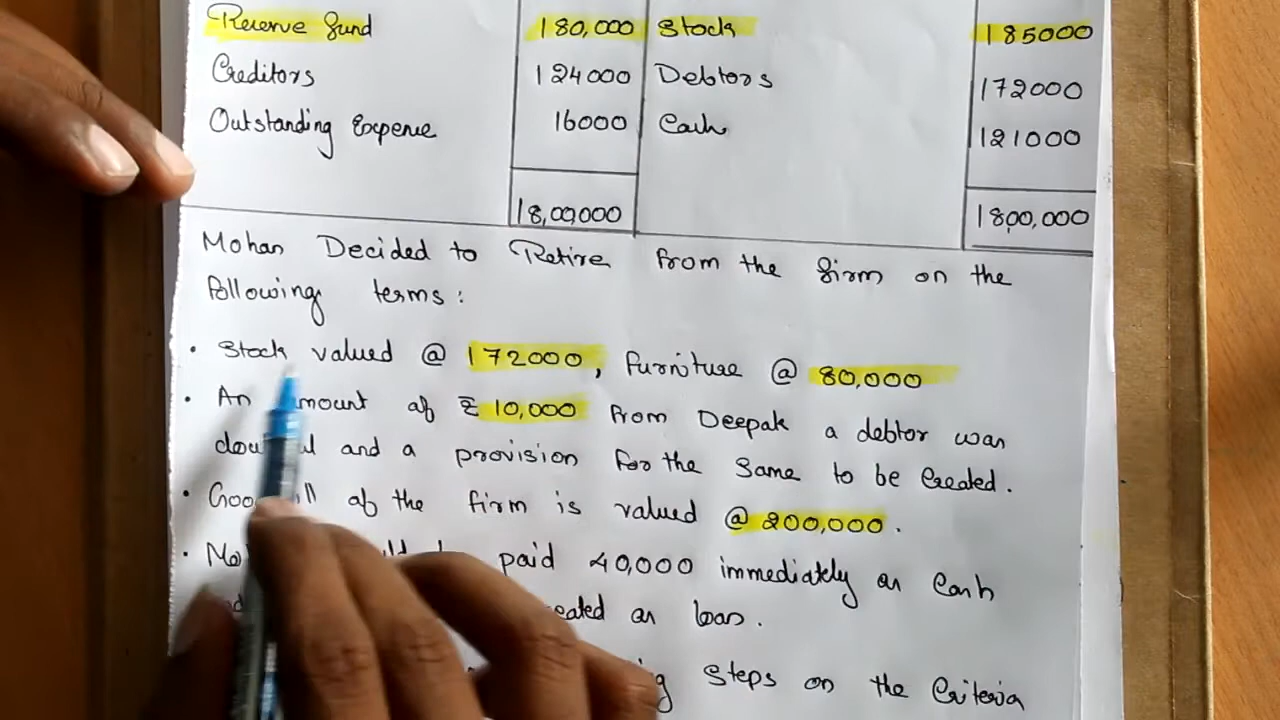 Reserve fund 180,000 Stock 185000
Creditors 124000 Debtors 172000
Outstanding Expense 16000 Cash 121000
18,00,000 1800,000
Mohan Decided to Retire from the firm on the
following terms:
• Stock valued @ 172000, furniture @ 80,000
• An amount of ₹ 10,000 from Deepak a debtor was
and a provision for the same to be Created.
• of the firm is valued @ 200,000.
• paid 40,000 immediately as Cash
as loan.
steps on the Criteria